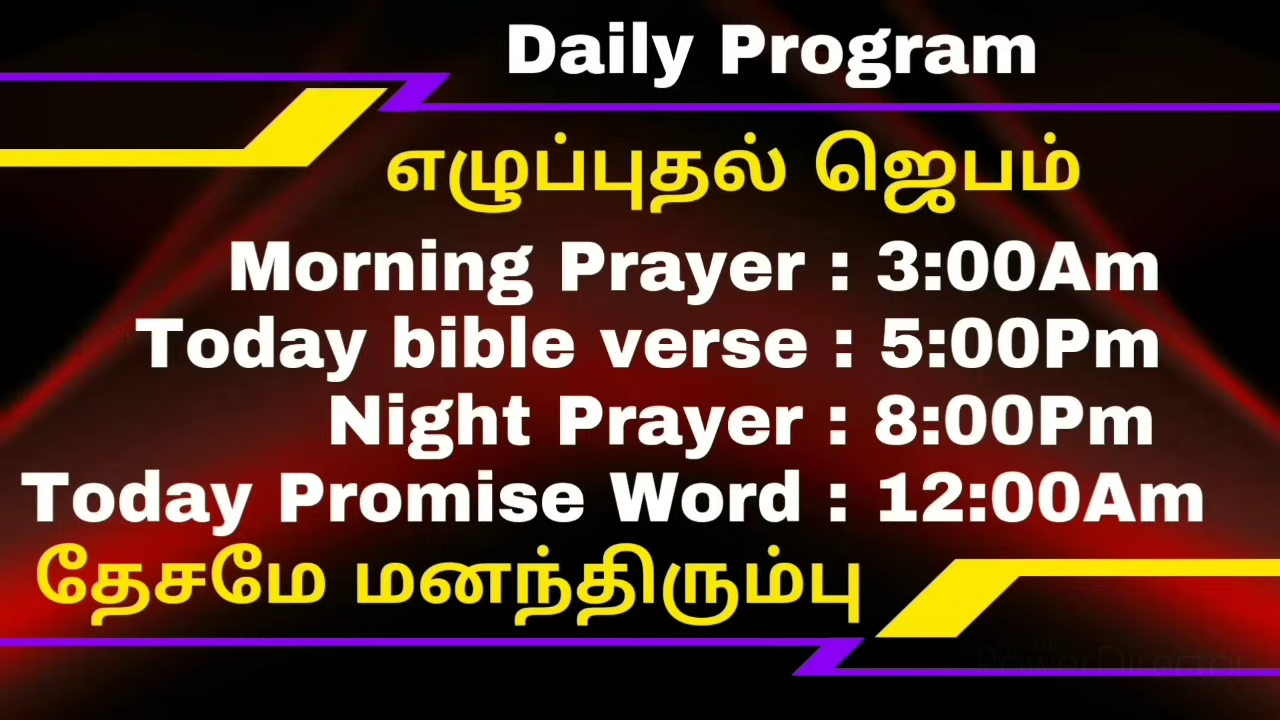 Daily Program
எழுப்புதல் ஜெபம்
Morning Prayer : 3:00Am
Today bible verse : 5:00Pm
Night Prayer : 8:00Pm
Today Promise Word : 12:00Am
தேசமே மனந்திரும்பு
PowerDirector